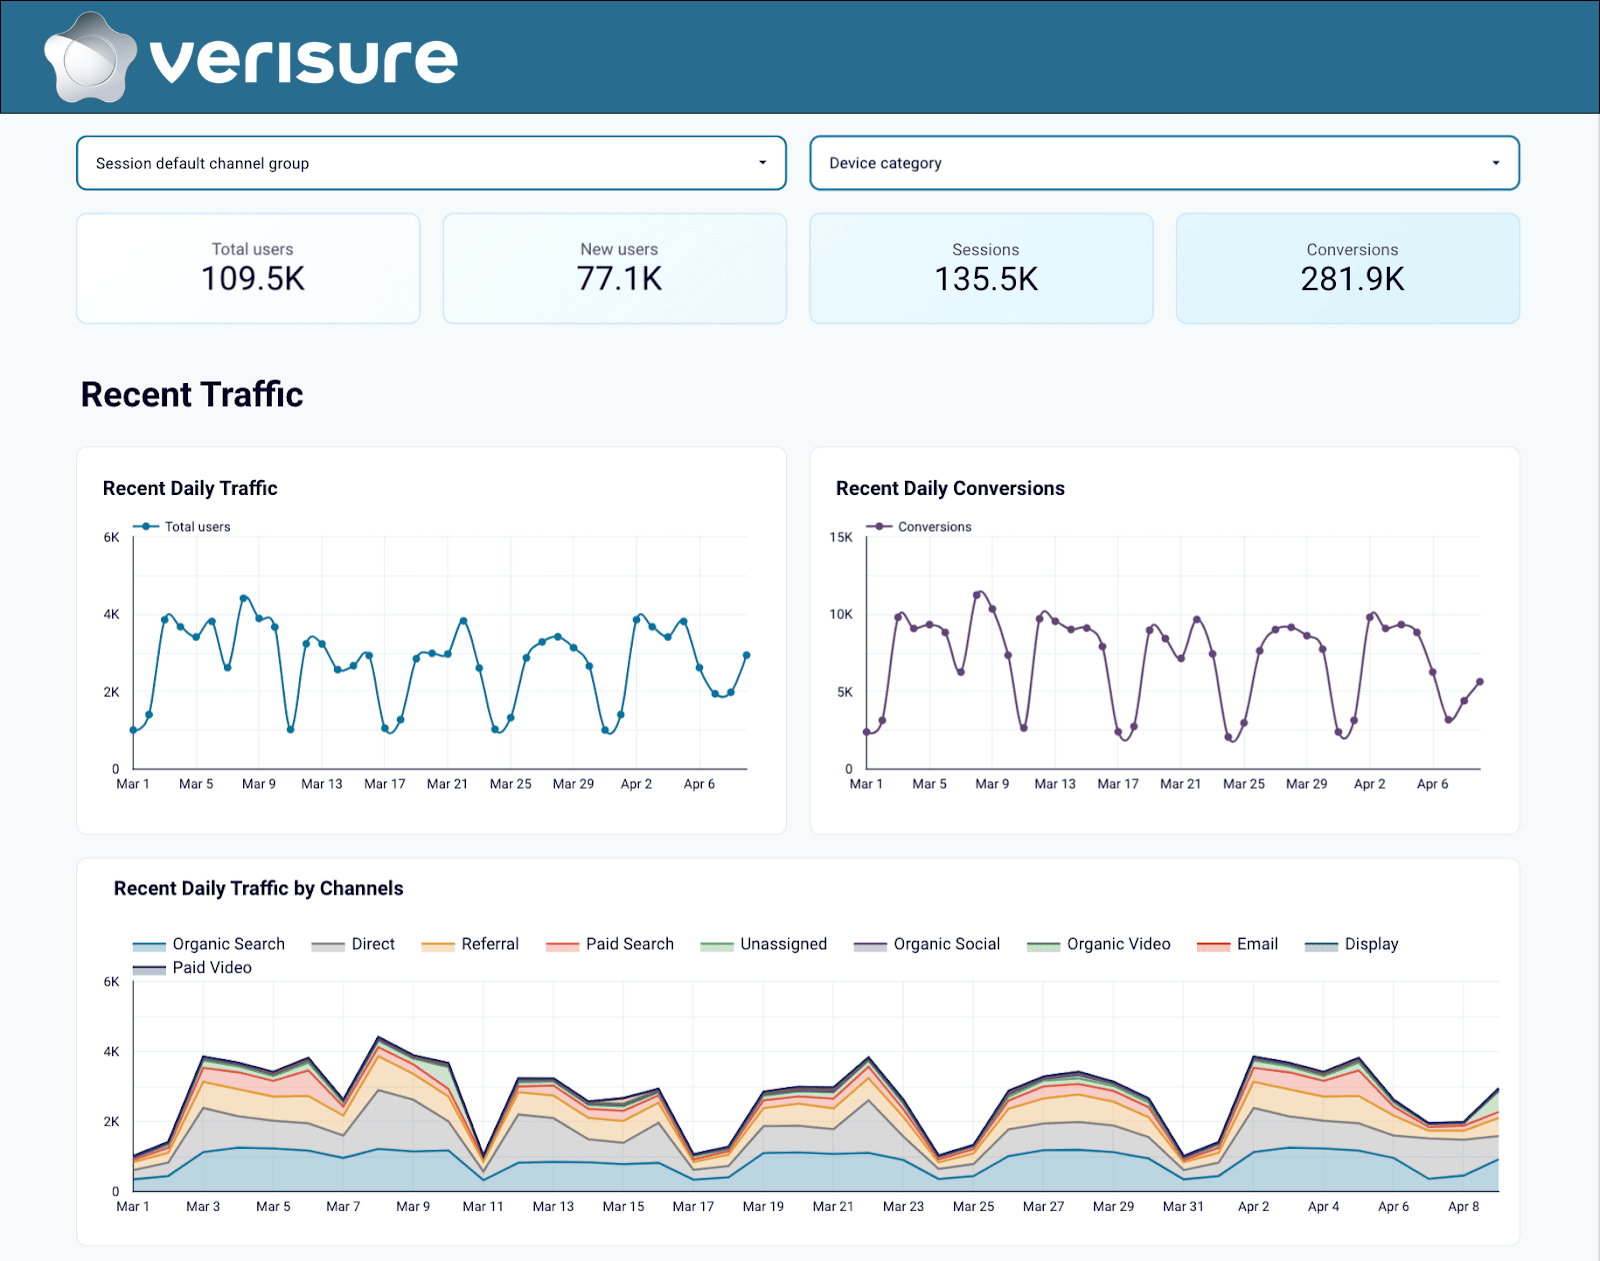 verisure
Session default channel group
Device category
Total users
109.5K
New users
77.1K
Sessions
135.5K
Conversions
281.9K
Recent Traffic
Recent Daily Traffic
Total users
6K
4K
2K
0
Mar 1 Mar 5 Mar 9 Mar 13 Mar 17 Mar 21 Mar 25 Mar 29 Apr 2 Apr 6
Recent Daily Conversions
Conversions
15K
10K
5K
0
Mar 1 Mar 5 Mar 9 Mar 13 Mar 17 Mar 21 Mar 25 Mar 29 Apr 2 Apr 6
Recent Daily Traffic by Channels
Organic Search Direct Referral Paid Search Unassigned Organic Social Organic Video Email Display
Paid Video
6K
4K
2K
0
Mar 1 Mar 3 Mar 5 Mar 7 Mar 9 Mar 11 Mar 13 Mar 15 Mar 17 Mar 19 Mar 21 Mar 23 Mar 25 Mar 27 Mar 29 Mar 31 Apr 2 Apr 4 Apr 6 Apr 8